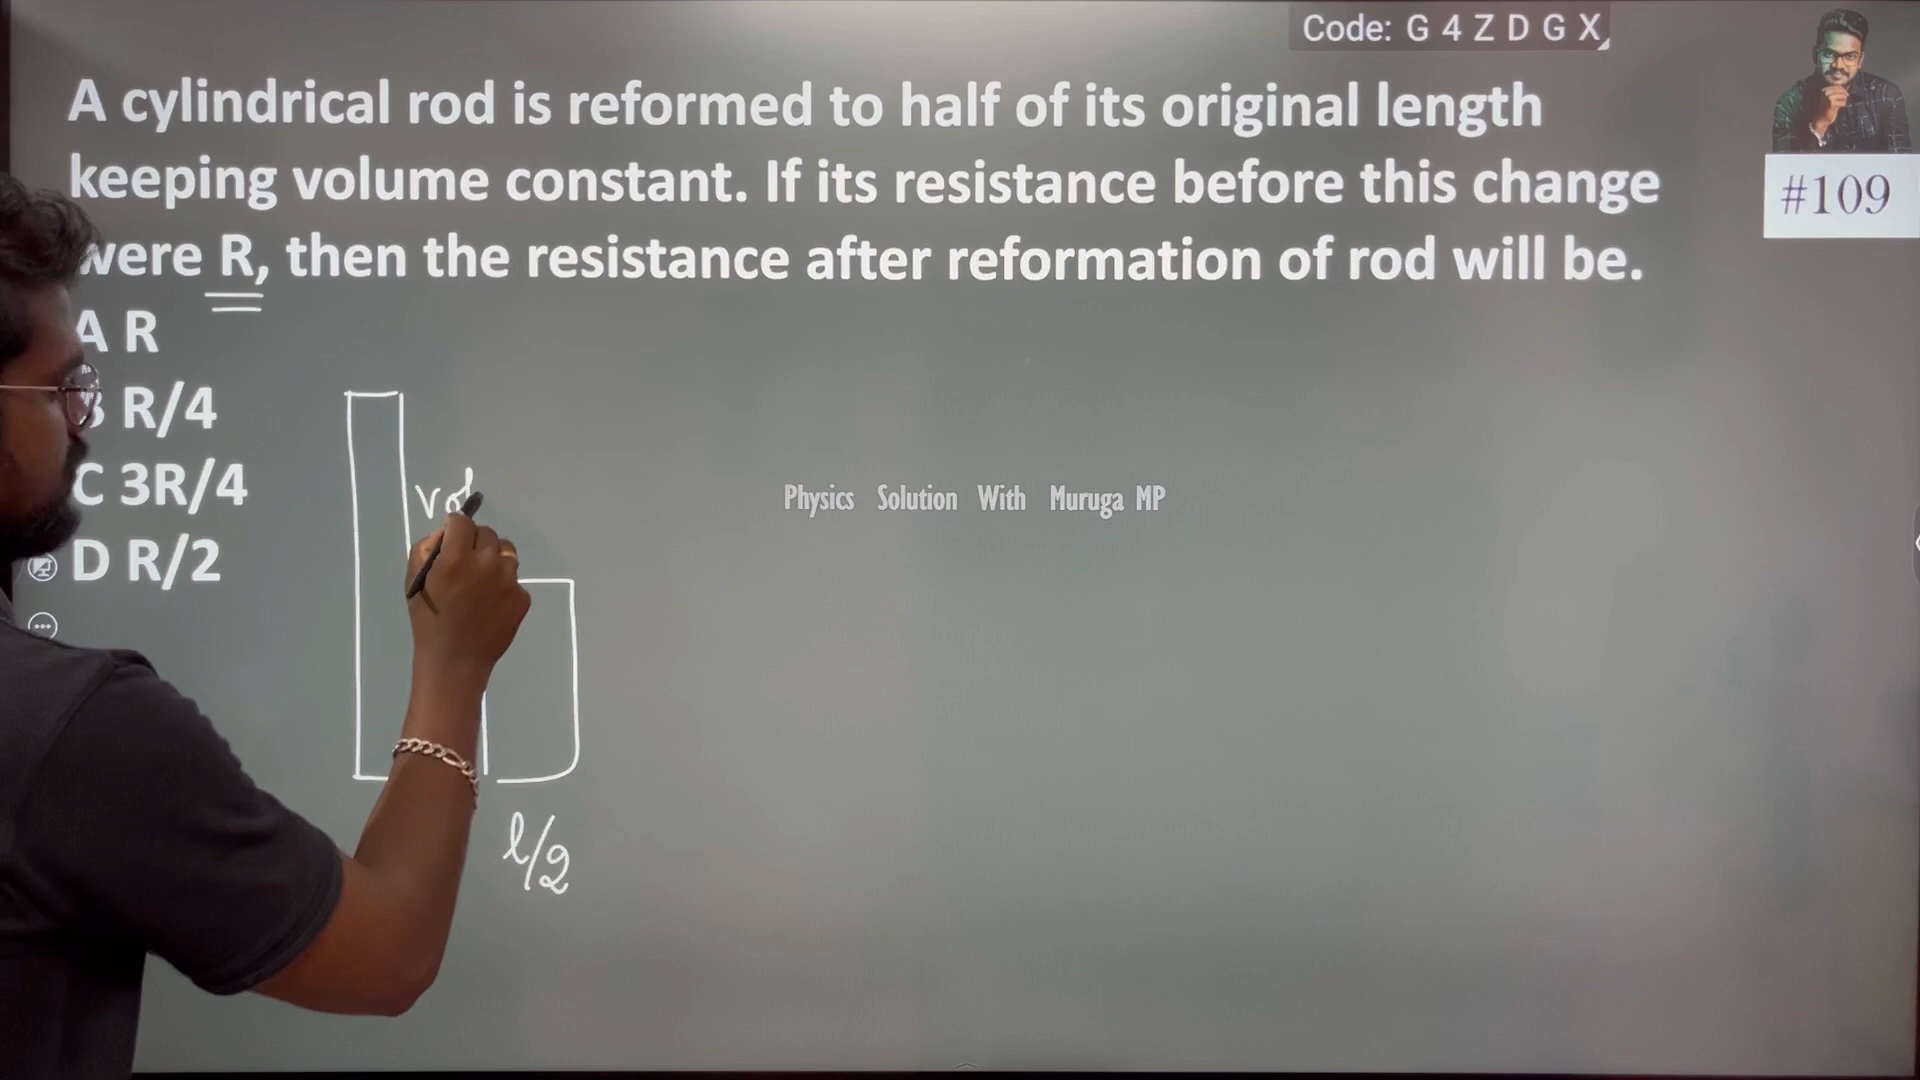 Code: G 4 Z D G X
A cylindrical rod is reformed to half of its original length
keeping volume constant. If its resistance before this change
were R, then the resistance after reformation of rod will be.
#109
A R
B R/4
C 3R/4
D R/2
Vol
Physics Solution With Muruga MP
l/2